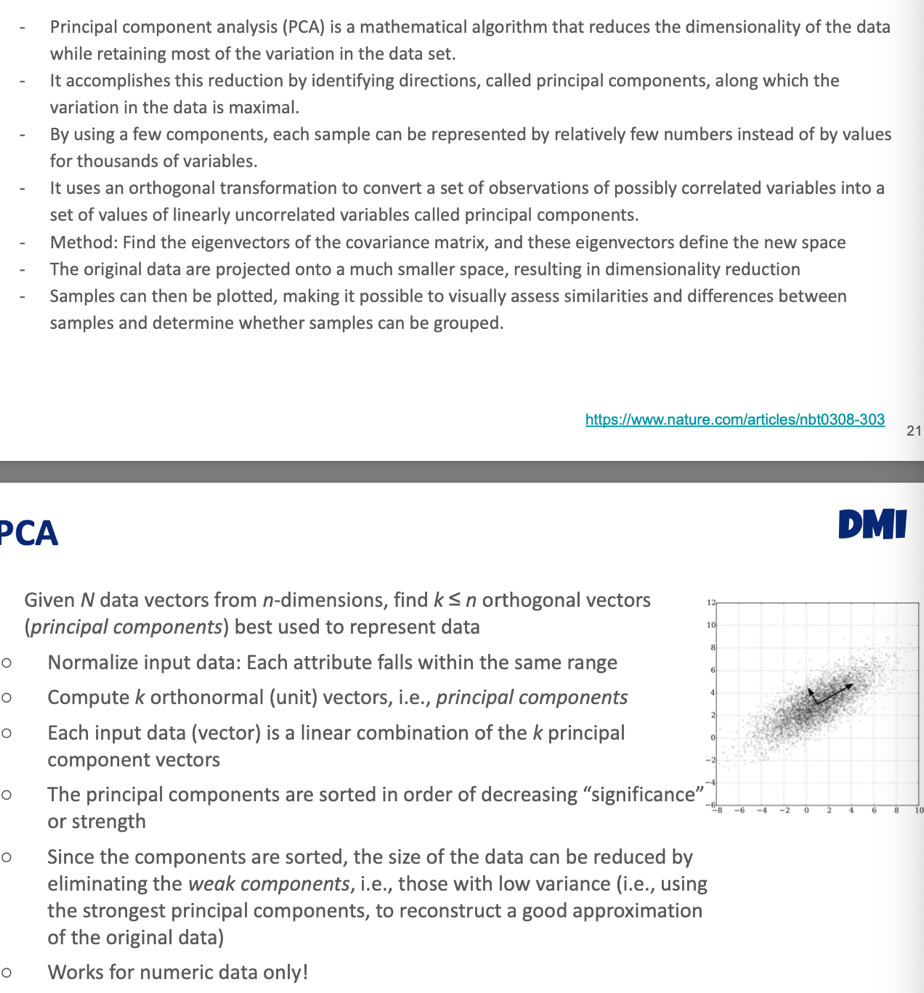 - Principal component analysis (PCA) is a mathematical algorithm that reduces the dimensionality of the data
while retaining most of the variation in the data set.
- It accomplishes this reduction by identifying directions, called principal components, along which the
variation in the data is maximal.
- By using a few components, each sample can be represented by relatively few numbers instead of by values
for thousands of variables.
- It uses an orthogonal transformation to convert a set of observations of possibly correlated variables into a
set of values of linearly uncorrelated variables called principal components.
- Method: Find the eigenvectors of the covariance matrix, and these eigenvectors define the new space
- The original data are projected onto a much smaller space, resulting in dimensionality reduction
- Samples can then be plotted, making it possible to visually assess similarities and differences between
samples and determine whether samples can be grouped.
https://www.nature.com/articles/nbt0308-303
21
PCA
DMI
Given N data vectors from n-dimensions, find k ≤ n orthogonal vectors
(principal components) best used to represent data
○ Normalize input data: Each attribute falls within the same range
○ Compute k orthonormal (unit) vectors, i.e., principal components
○ Each input data (vector) is a linear combination of the k principal
component vectors
○ The principal components are sorted in order of decreasing “significance”
or strength
○ Since the components are sorted, the size of the data can be reduced by
eliminating the weak components, i.e., those with low variance (i.e., using
the strongest principal components, to reconstruct a good approximation
of the original data)
○ Works for numeric data only!
12
10
8
6
4
2
0
−2
−4
−6
−8 −6 −4 −2 0 2 4 6 8 10